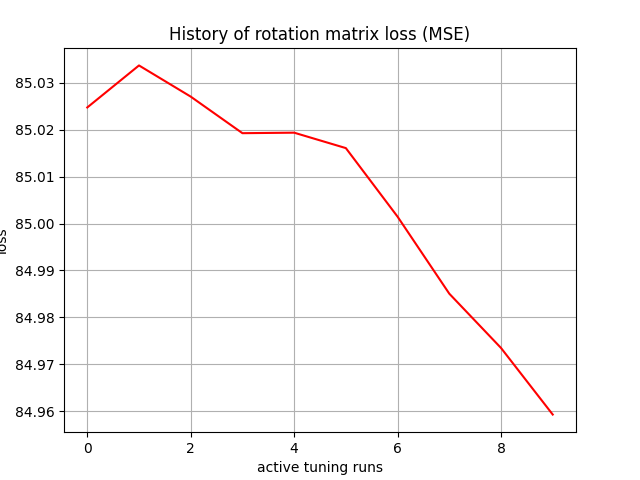 History of rotation matrix loss (MSE)
85.03
85.02
85.01
85.00
84.99
84.98
84.97
84.96
loss
0 2 4 6 8
active tuning runs